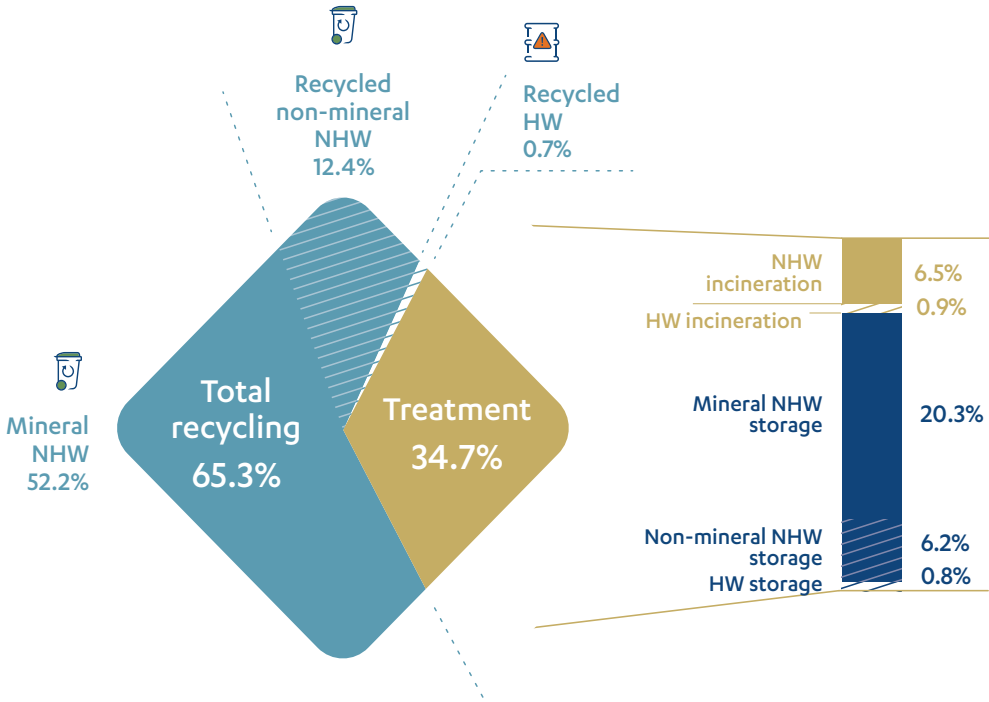 Recycled
non-mineral
NHW
12.4%
Recycled
HW
0.7%
Mineral
NHW
52.2%
Total
recycling
65.3%
Treatment
34.7%
NHW
incineration
6.5%
HW incineration
0.9%
Mineral NHW
storage
20.3%
Non-mineral NHW
storage
6.2%
HW storage
0.8%